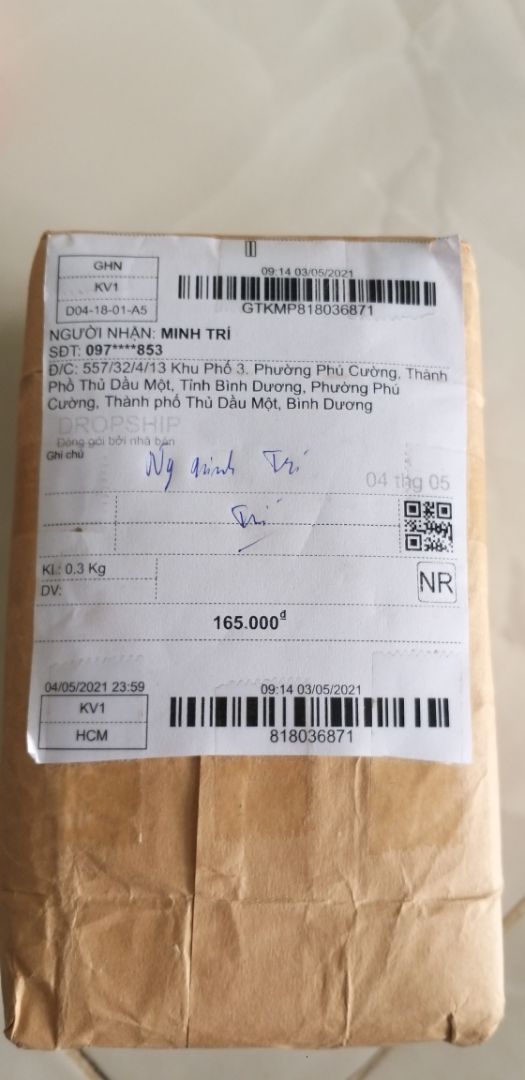 GHN
KV1
D04-18-01-A5
09:14 03/05/2021
GTKMP818036871
NGƯỜI NHẬN: MINH TRÍ
SĐT: 097****853
Đ/C: 557/32/4/13 Khu Phố 3. Phường Phú Cường, Thành
Phố Thủ Dầu Một, Tỉnh Bình Dương, Phường Phú
Cường, Thành phố Thủ Dầu Một, Bình Dương
DROPSHIP
Đóng gói bởi nhà bán
Ghi chú
Ng minh Trí
04 thg 05
Trí
KL: 0.3 Kg
DV:
NR
165.000đ
04/05/2021 23:59
KV1
HCM
09:14 03/05/2021
818036871